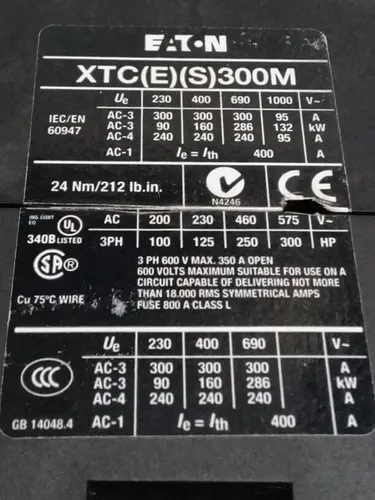 EATON
XTC(E)(S)300M
IEC/EN 60947
Ue 230 400 690 1000 V~
AC-3 300 300 300 95 A
AC-3 90 160 286 132 kW
AC-4 240 240 240 95 A
AC-1 Ie = Ith 400 A
24 Nm/212 lb.in.
N4246
CE
IND. CONT. EQ
UL
340B LISTED
AC 200 230 460 575 V~
3PH 100 125 250 300 HP
SA
Cu 75°C WIRE
3 PH 600 V MAX. 350 A OPEN
600 VOLTS MAXIMUM SUITABLE FOR USE ON A
CIRCUIT CAPABLE OF DELIVERING NOT MORE
THAN 18.000 RMS SYMMETRICAL AMPS
FUSE 800 A CLASS L
Ue 230 400 690 V~
AC-3 300 300 300 A
AC-3 90 160 286 kW
AC-4 240 240 240 A
CCC
GB 14048.4
AC-1 Ie = Ith 400 A